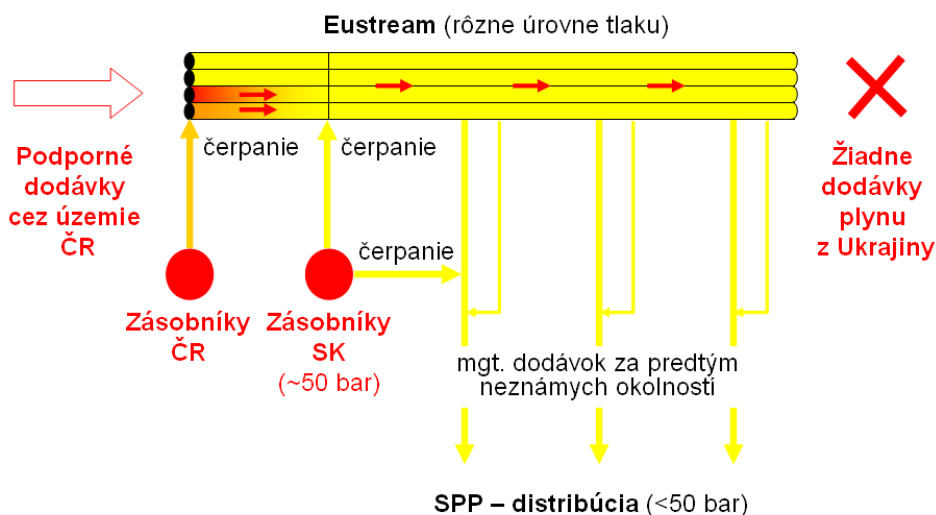 Eustream (rôzne úrovne tlaku)
Podporné
dodávky
cez územie
ČR
čerpanie
čerpanie
Žiadne
dodávky
plynu
z Ukrajiny
čerpanie
Zásobníky
ČR
Zásobníky
SK
(~50 bar)
mgt. dodávok za predtým
neznámych okolností
SPP – distribúcia (<50 bar)